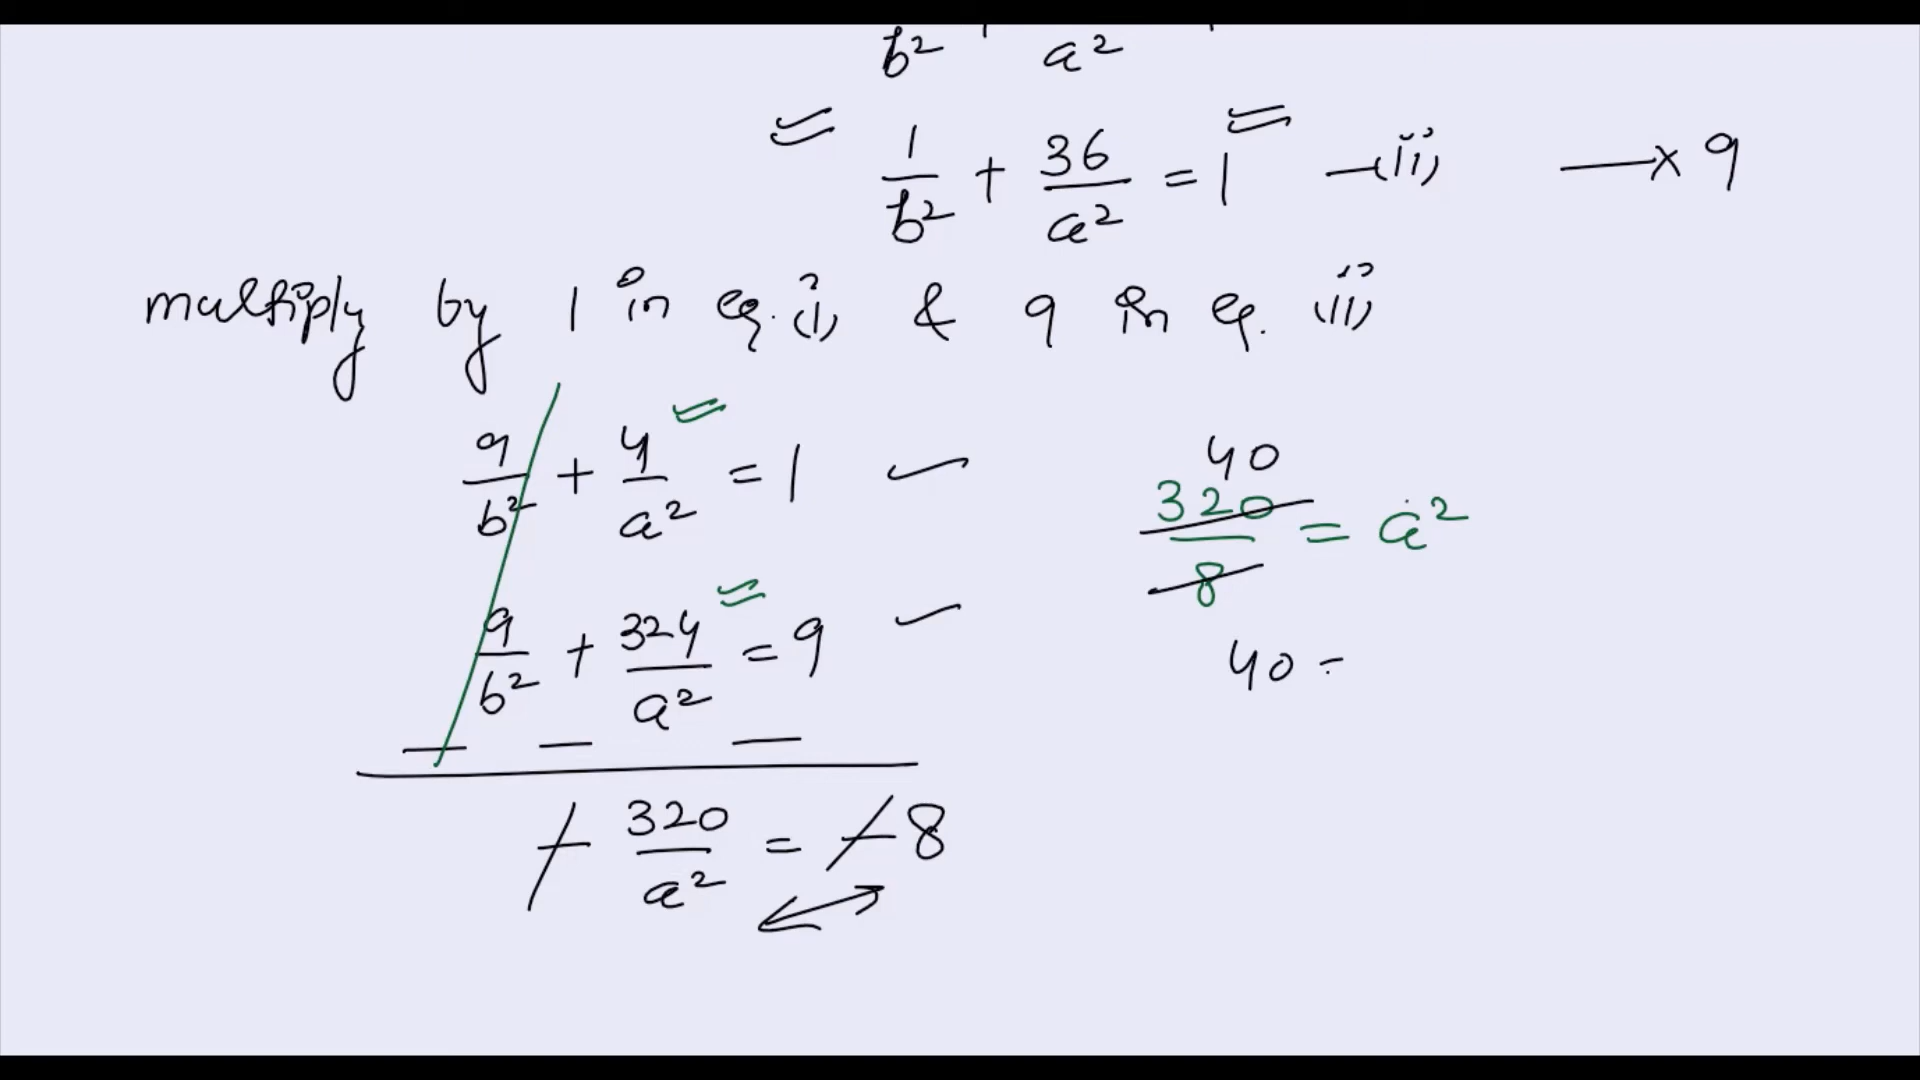 b² a²
1/b² + 36/a² = 1 —(ii) — × 9
multiply by 1 in eq. (i) & 9 in eq. (ii)
9/b² + 4/a² = 1
9/b² + 324/a² = 9
— — —
- 320/a² = -8
40
320/8 = a²
40 =